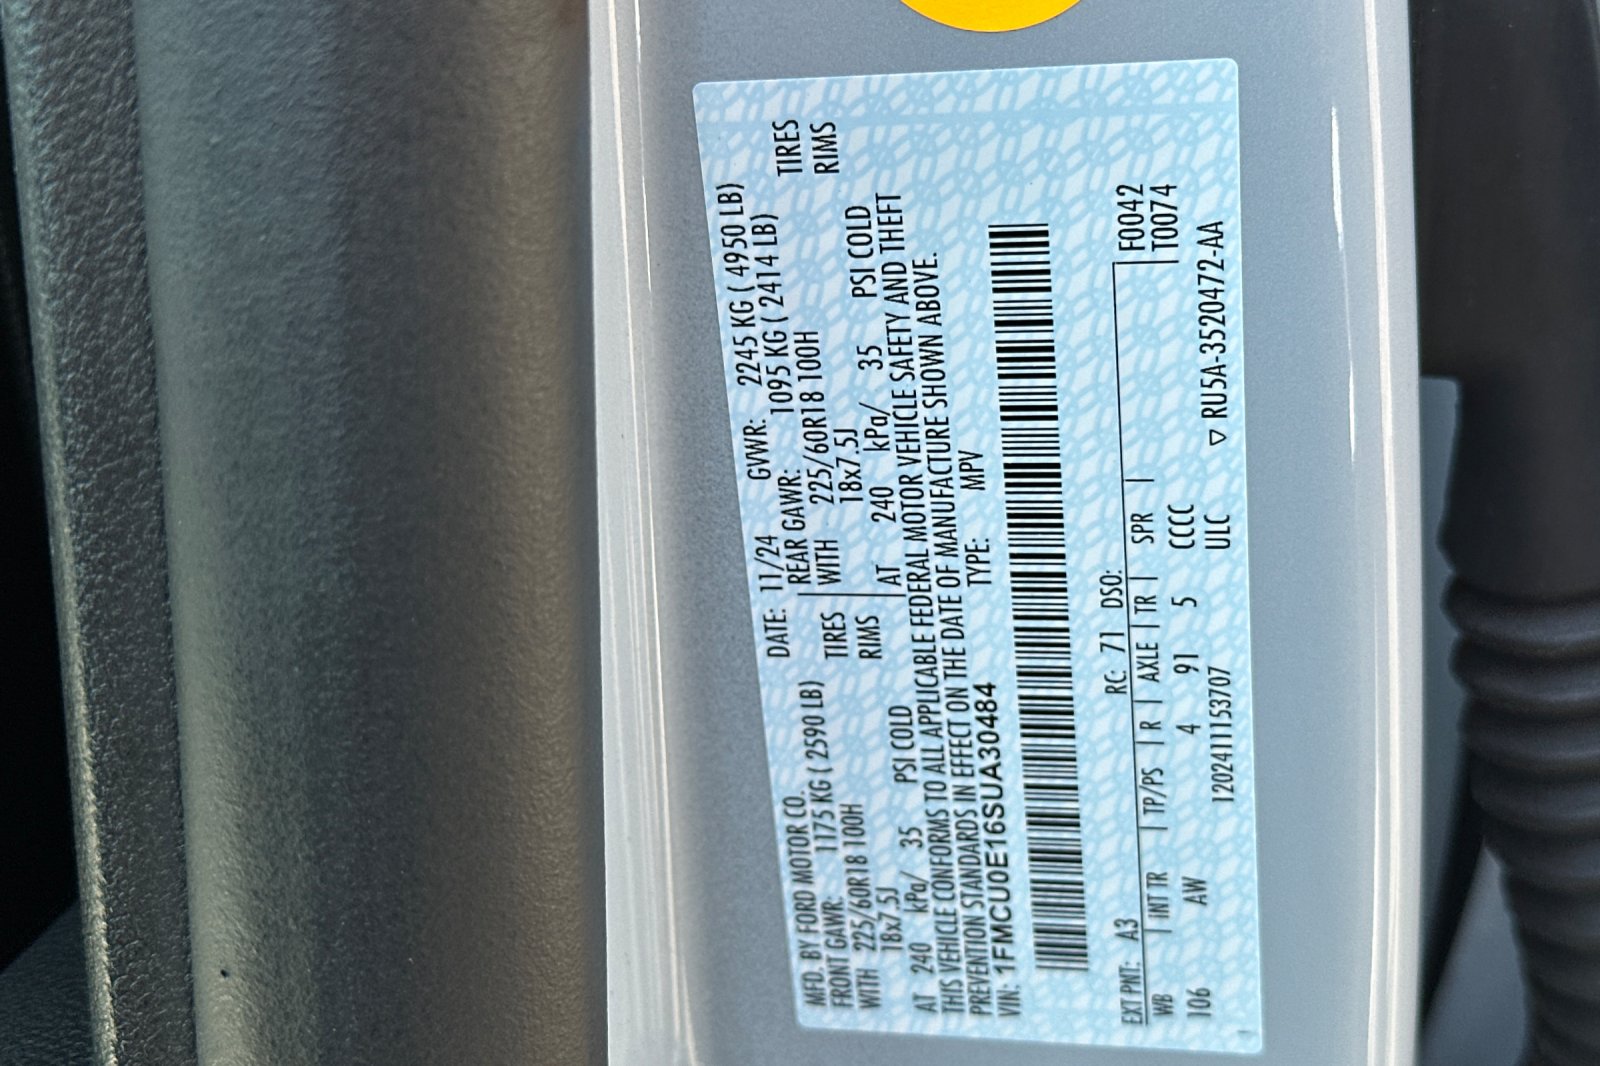 MFD. BY FORD MOTOR CO. DATE: 11/24 GVWR: 2245 KG ( 4950 LB)
FRONT GAWR: 1175 KG ( 2590 LB) REAR GAWR: 1095 KG ( 2414 LB)
WITH 225/60R18 100H TIRES WITH 225/60R18 100H TIRES
18x7.5J RIMS 18x7.5J RIMS
AT 240 kPa/ 35 PSI COLD AT 240 kPa/ 35 PSI COLD
THIS VEHICLE CONFORMS TO ALL APPLICABLE FEDERAL MOTOR VEHICLE SAFETY AND THEFT
PREVENTION STANDARDS IN EFFECT ON THE DATE OF MANUFACTURE SHOWN ABOVE.
VIN: 1FMCU0E16SUA30484 TYPE: MPV
EXT PNT: A3 RC: 71 DSO: F0042
WB INT TR TP/PS R AXLE TR SPR T0074
106 AW 4 91 5 CCCC
1202411153707 ULC ▽ RU5A-3520472-AA